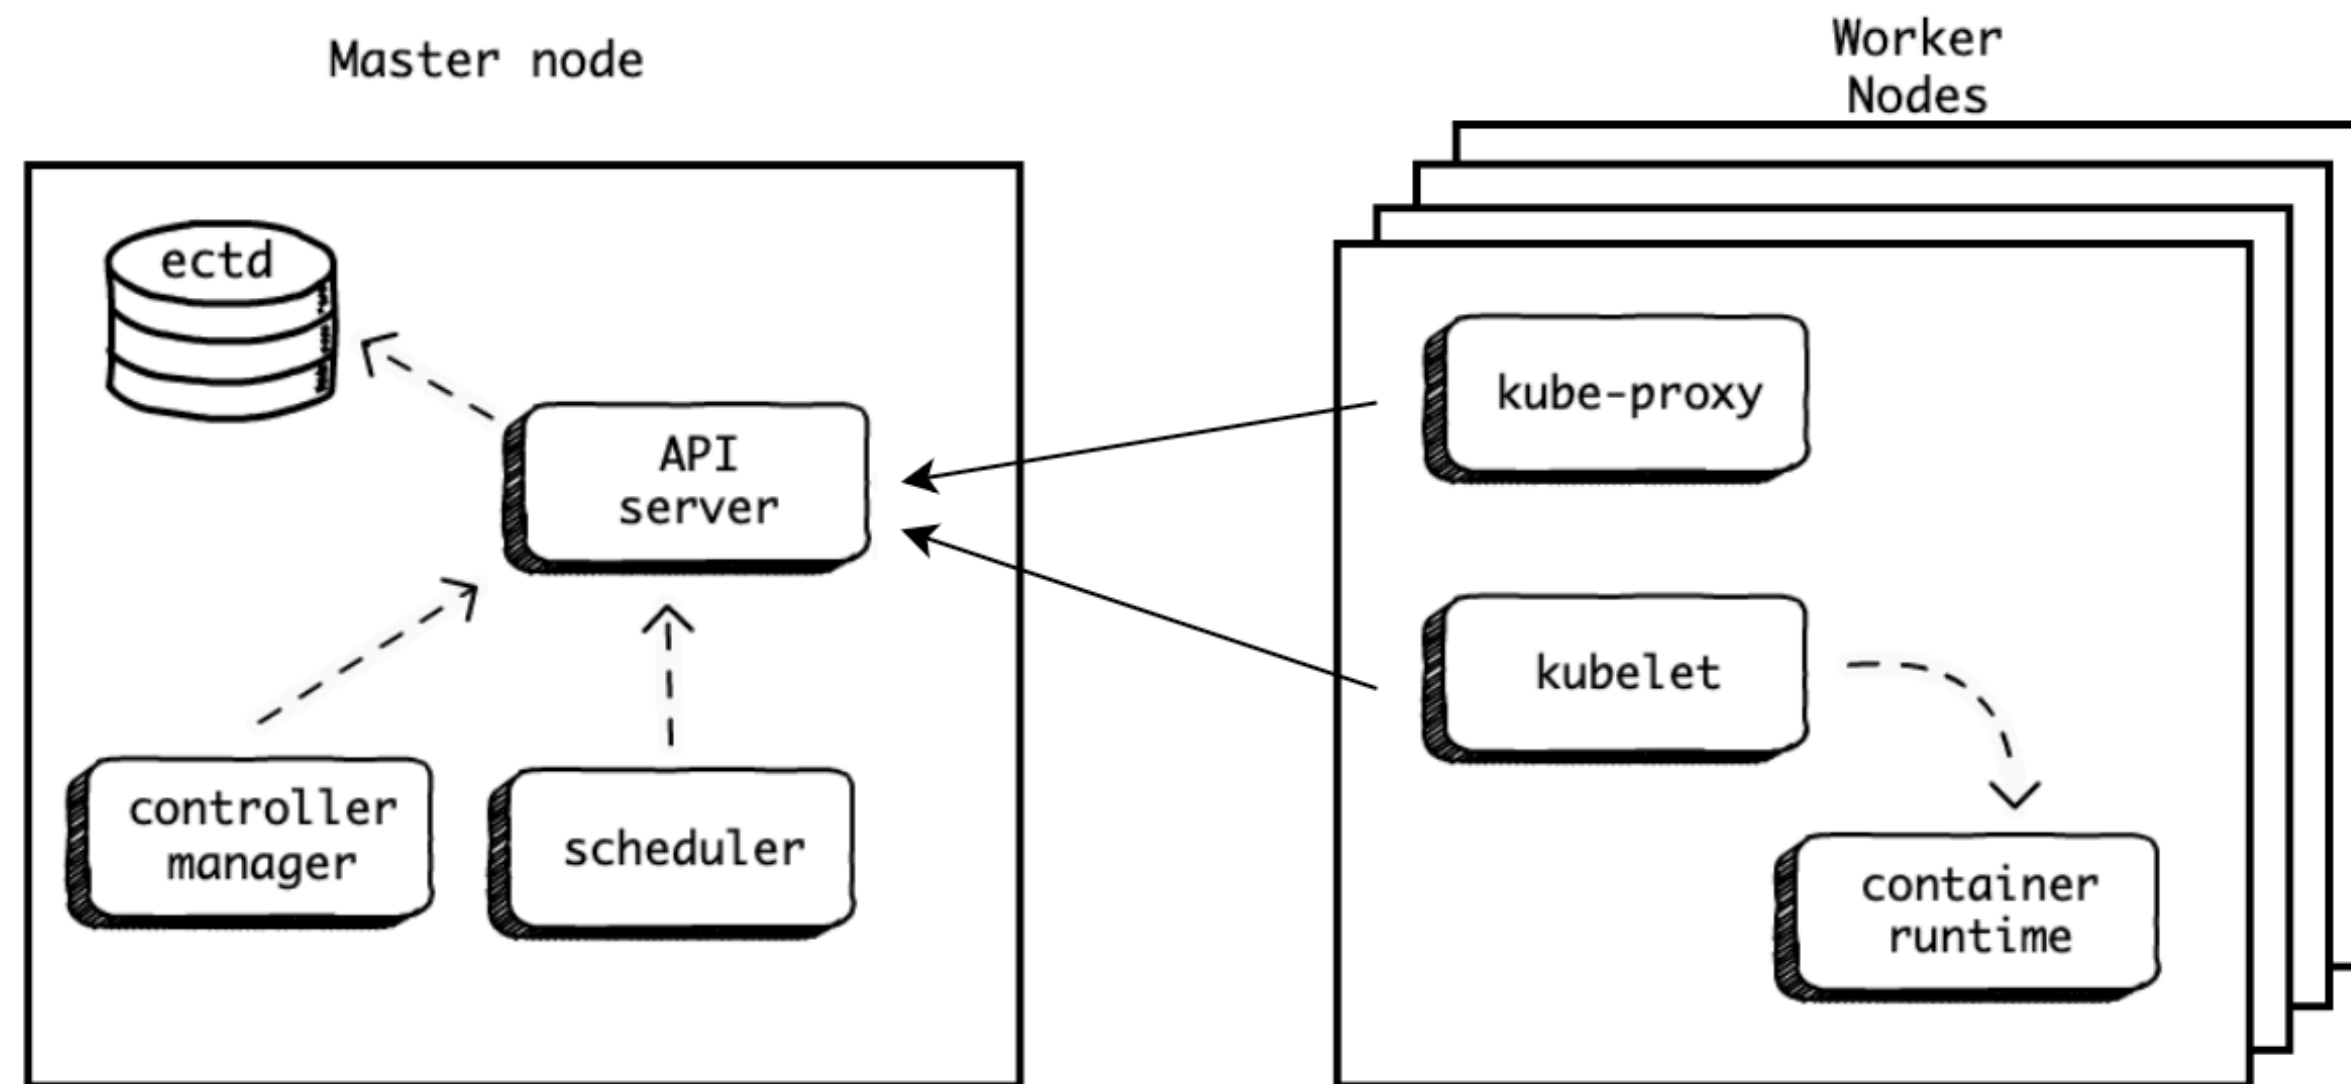 Master node
ectd
API
server
controller
manager
scheduler
Worker
Nodes
kube-proxy
kubelet
container
runtime